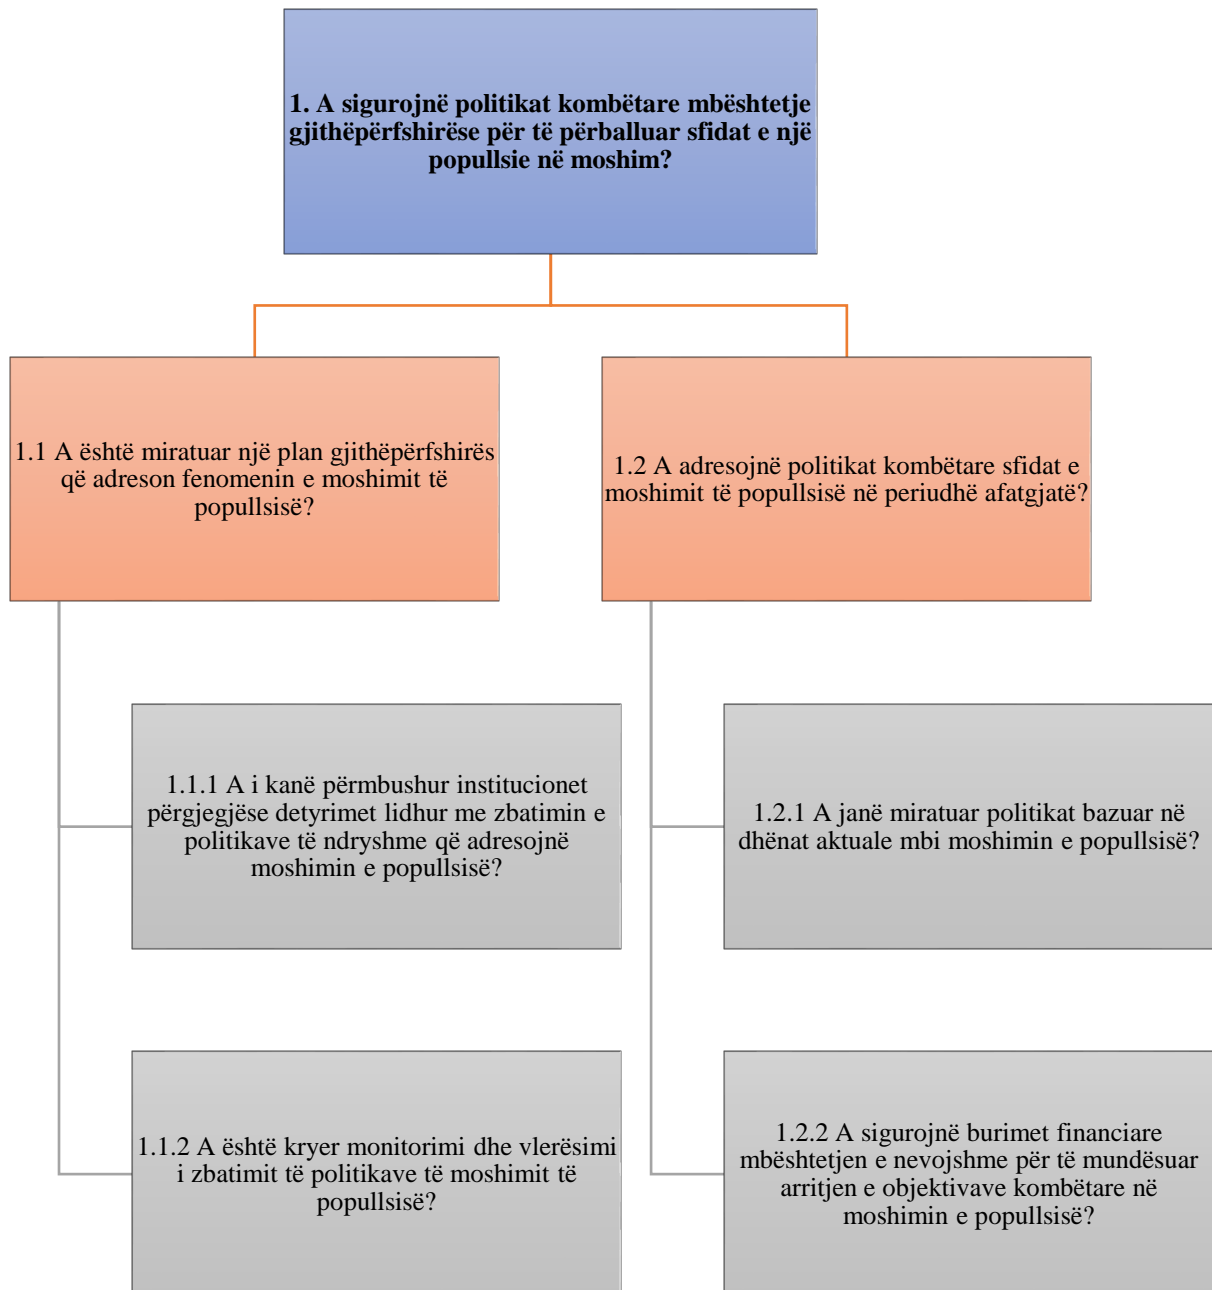 1. A sigurojnë politikat kombëtare mbështetje
gjithëpërfshirëse për të përballuar sfidat e një
popullsie në moshim?
1.1 A është miratuar një plan gjithëpërfshirës
që adreson fenomenin e moshimit të
popullsisë?
1.2 A adresojnë politikat kombëtare sfidat e
moshimit të popullsisë në periudhë afatgjatë?
1.1.1 A i kanë përmbushur institucionet
përgjegjëse detyrimet lidhur me zbatimin e
politikave të ndryshme që adresojnë
moshimin e popullsisë?
1.2.1 A janë miratuar politikat bazuar në
dhënat aktuale mbi moshimin e popullsisë?
1.1.2 A është kryer monitorimi dhe vlerësimi
i zbatimit të politikave të moshimit të
popullsisë?
1.2.2 A sigurojnë burimet financiare
mbështetjen e nevojshme për të mundësuar
arritjen e objektivave kombëtare në
moshimin e popullsisë?